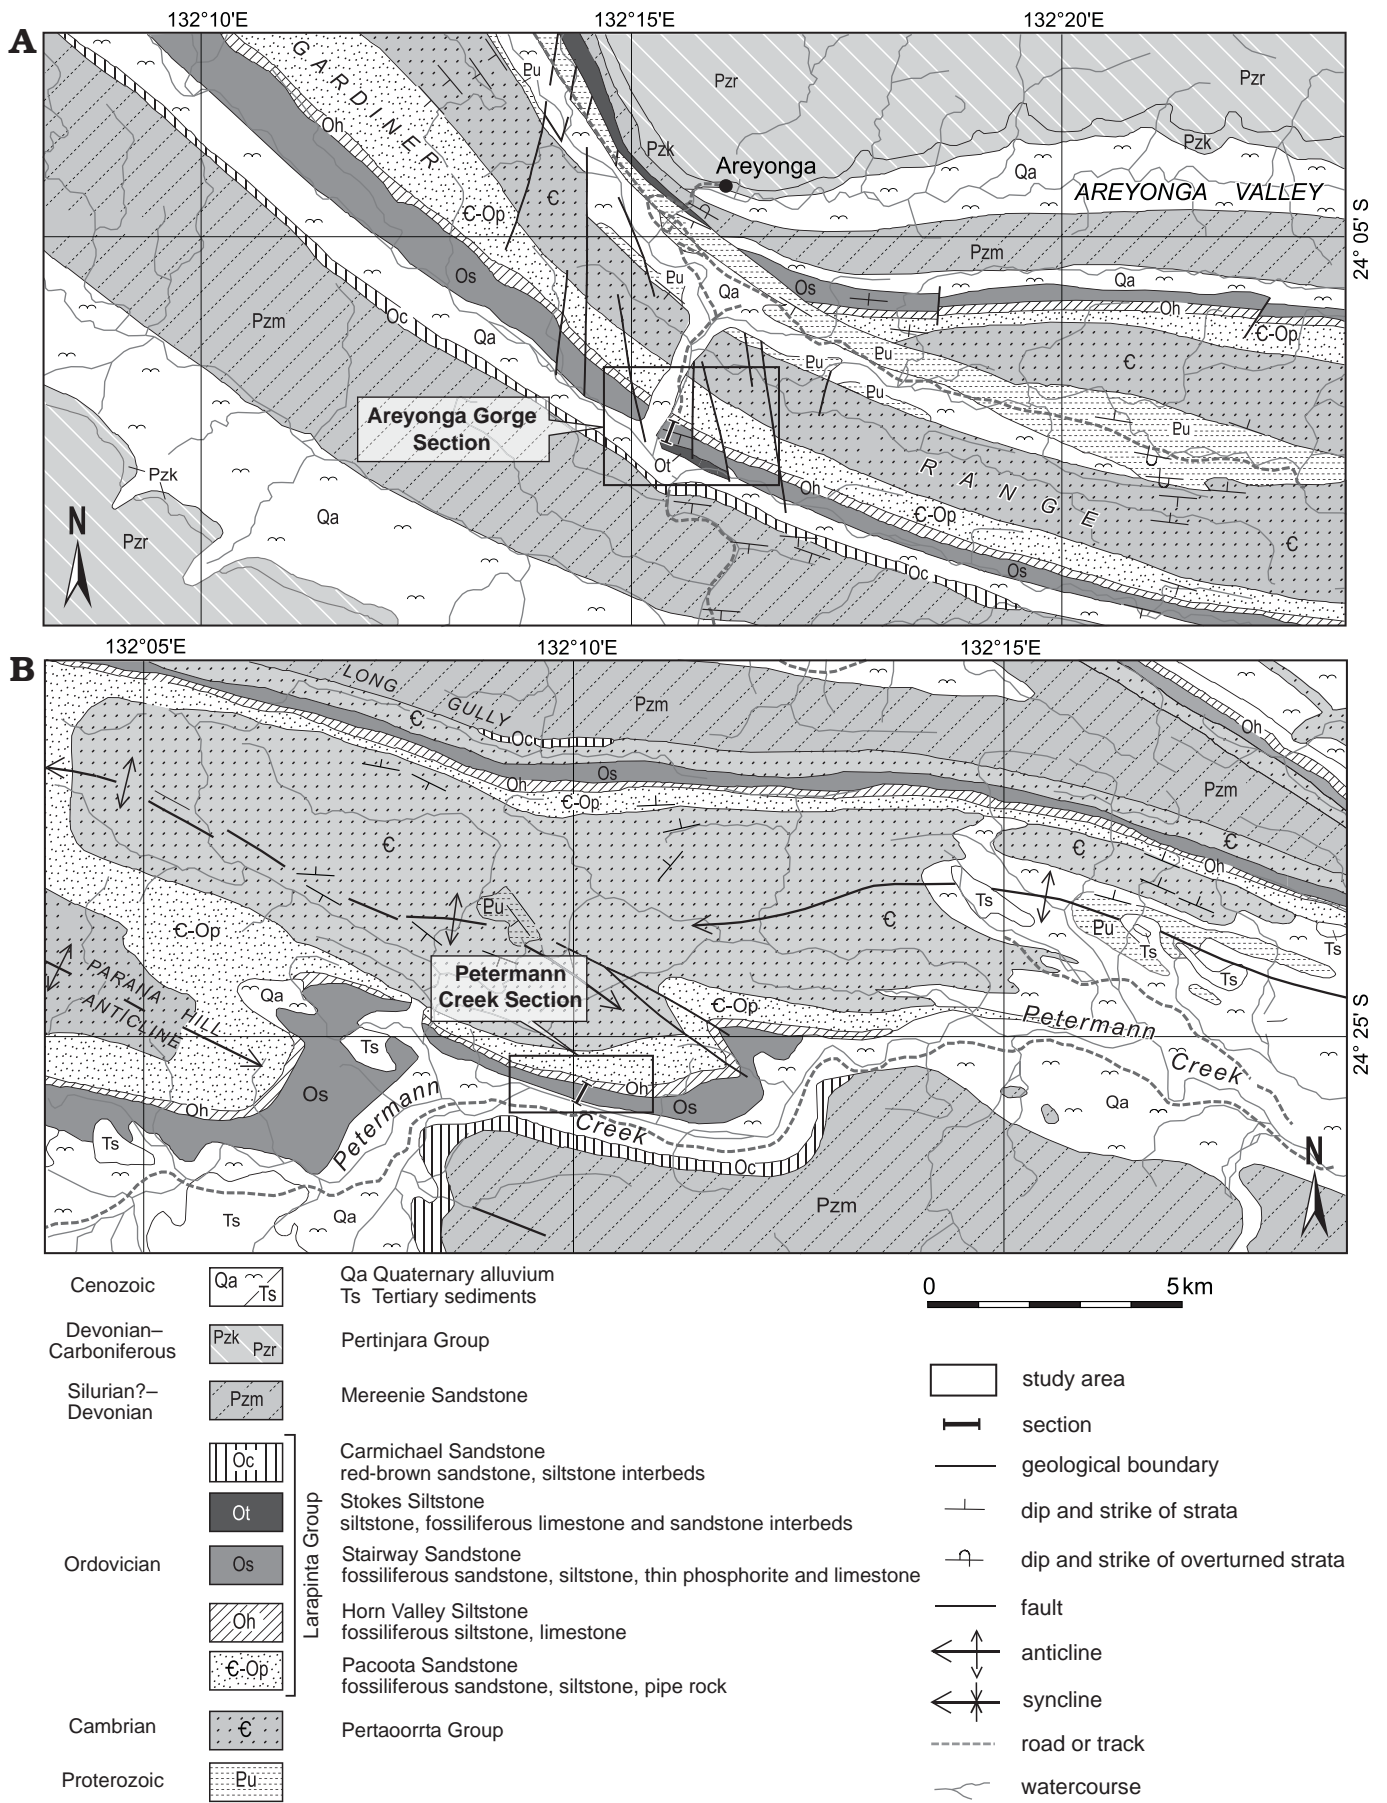 A
132°10'E
132°15'E
132°20'E
GARDINER
Pu
Pzr
Pzr
Oh
Pzk
Areyonga
Pzk
Qa
AREYONGA VALLEY
Є-Op
Є
24° 05' S
Pzm
Os
Pu
Qa
Os
Qa
Oh
Є-Op
Pzm
Oc
Qa
Pu
Pu
Pu
Є
Areyonga Gorge
Section
Pu
Ot
Oh
RANGE
Pzk
Qa
Є-Op
N
Pzr
Є
Oc
Os
B
132°05'E
132°10'E
132°15'E
LONG
GULLY
Є
Pzm
Oc
Oh
Os
Oh
Є-Op
Pzm
Є
Є
Є
Oh
Pu
Є
Ts
Pu
Ts
Ts
Ts
Є-Op
Petermann
Creek Section
PARANA
HILL
ANTICLINE
Qa
Є-Op
Petermann
Creek
24° 25' S
Ts
Os
Oh
Oh
Os
Qa
Petermann
Creek
Ts
Oc
N
Ts
Qa
Pzm
Cenozoic
Qa
Ts
Qa Quaternary alluvium
Ts Tertiary sediments
0
5 km
Devonian–
Carboniferous
Pzk
Pzr
Pertinjara Group
Silurian?–
Devonian
Pzm
Mereenie Sandstone
Ordovician
Larapinta Group
Oc
Carmichael Sandstone
red-brown sandstone, siltstone interbeds
Ot
Stokes Siltstone
siltstone, fossiliferous limestone and sandstone interbeds
Os
Stairway Sandstone
fossiliferous sandstone, siltstone, thin phosphorite and limestone
Oh
Horn Valley Siltstone
fossiliferous siltstone, limestone
Є-Op
Pacoota Sandstone
fossiliferous sandstone, siltstone, pipe rock
Cambrian
Є
Pertaoorrta Group
Proterozoic
Pu
study area
section
geological boundary
dip and strike of strata
dip and strike of overturned strata
fault
anticline
syncline
road or track
watercourse